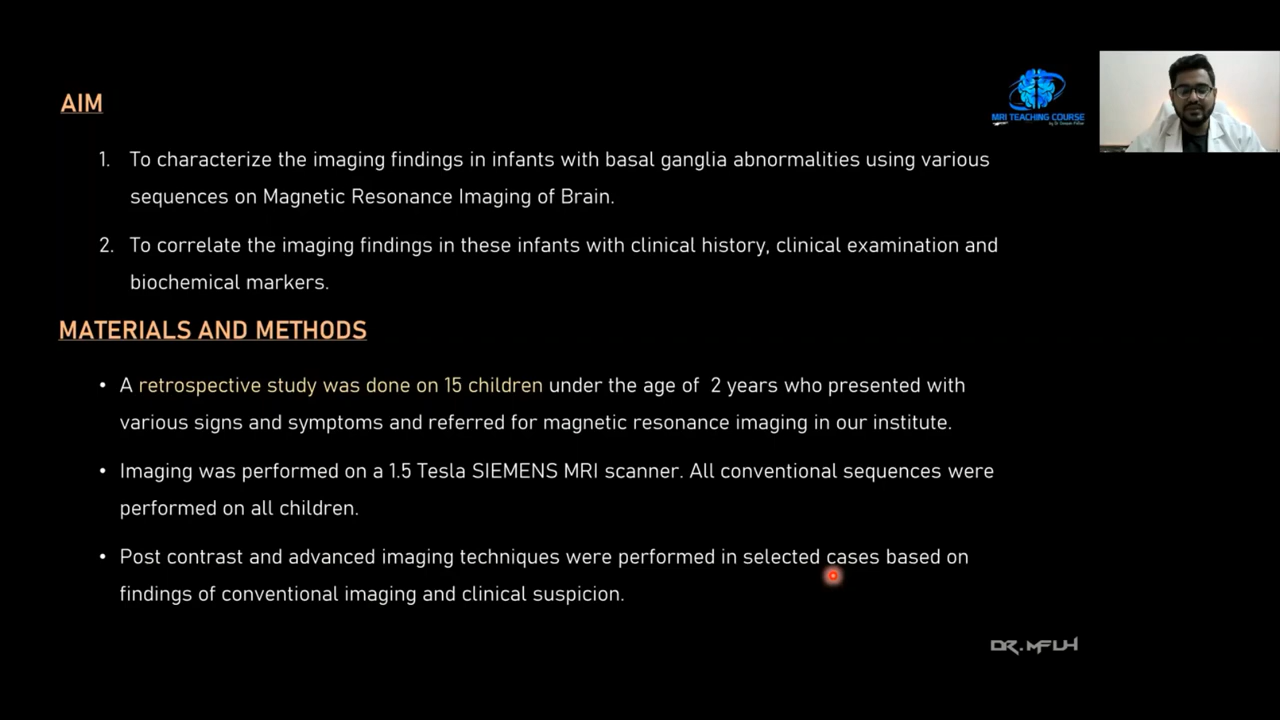 AIM
MRI TEACHING COURSE
1. To characterize the imaging findings in infants with basal ganglia abnormalities using various
sequences on Magnetic Resonance Imaging of Brain.
2. To correlate the imaging findings in these infants with clinical history, clinical examination and
biochemical markers.
MATERIALS AND METHODS
• A retrospective study was done on 15 children under the age of 2 years who presented with
various signs and symptoms and referred for magnetic resonance imaging in our institute.
• Imaging was performed on a 1.5 Tesla SIEMENS MRI scanner. All conventional sequences were
performed on all children.
• Post contrast and advanced imaging techniques were performed in selected cases based on
findings of conventional imaging and clinical suspicion.
DR.